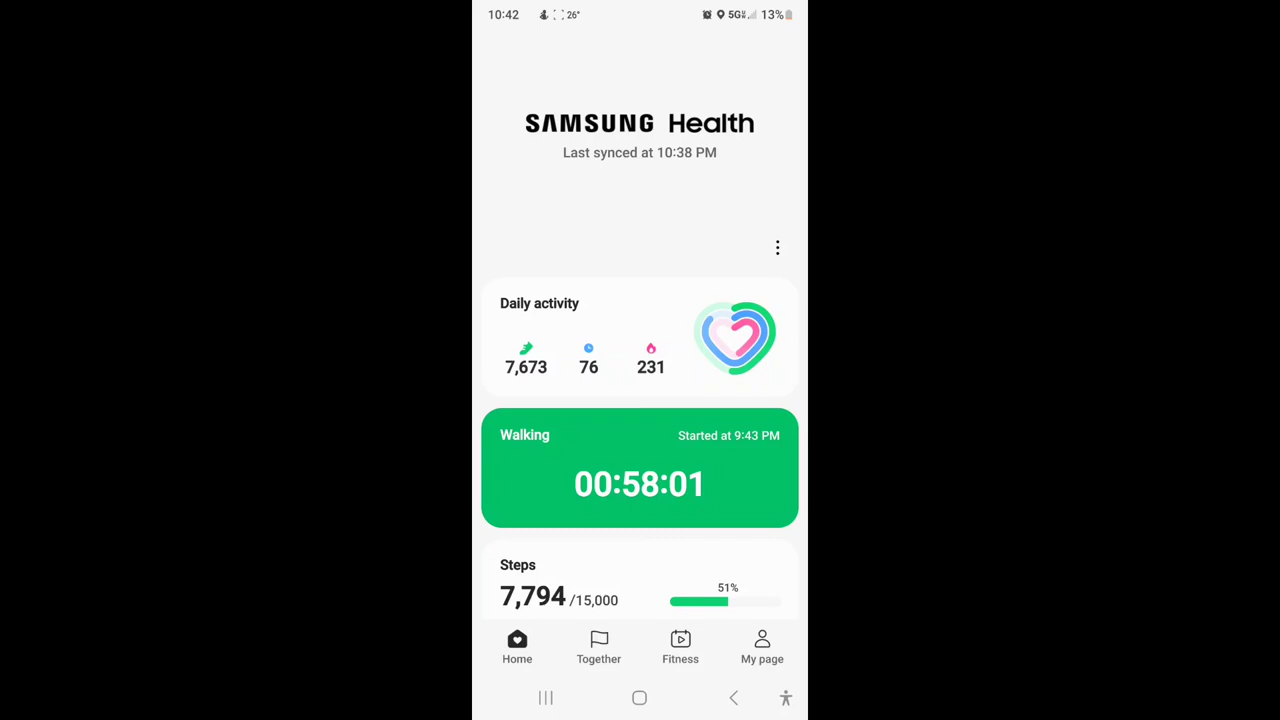 10:42 26° 5G 13%
SAMSUNG Health
Last synced at 10:38 PM
Daily activity
7,673 76 231
Walking Started at 9:43 PM
00:58:01
Steps
51%
7,794 /15,000
Home Together Fitness My page